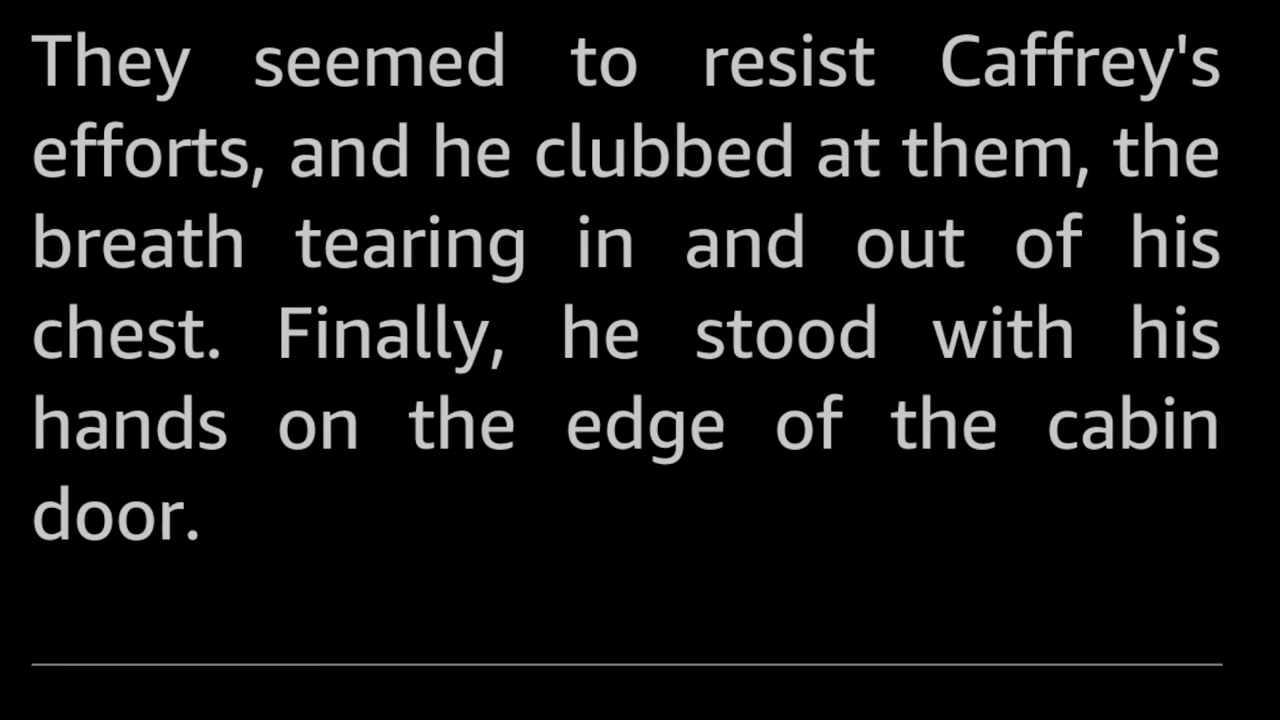 They seemed to resist Caffrey's
efforts, and he clubbed at them, the
breath tearing in and out of his
chest. Finally, he stood with his
hands on the edge of the cabin
door.